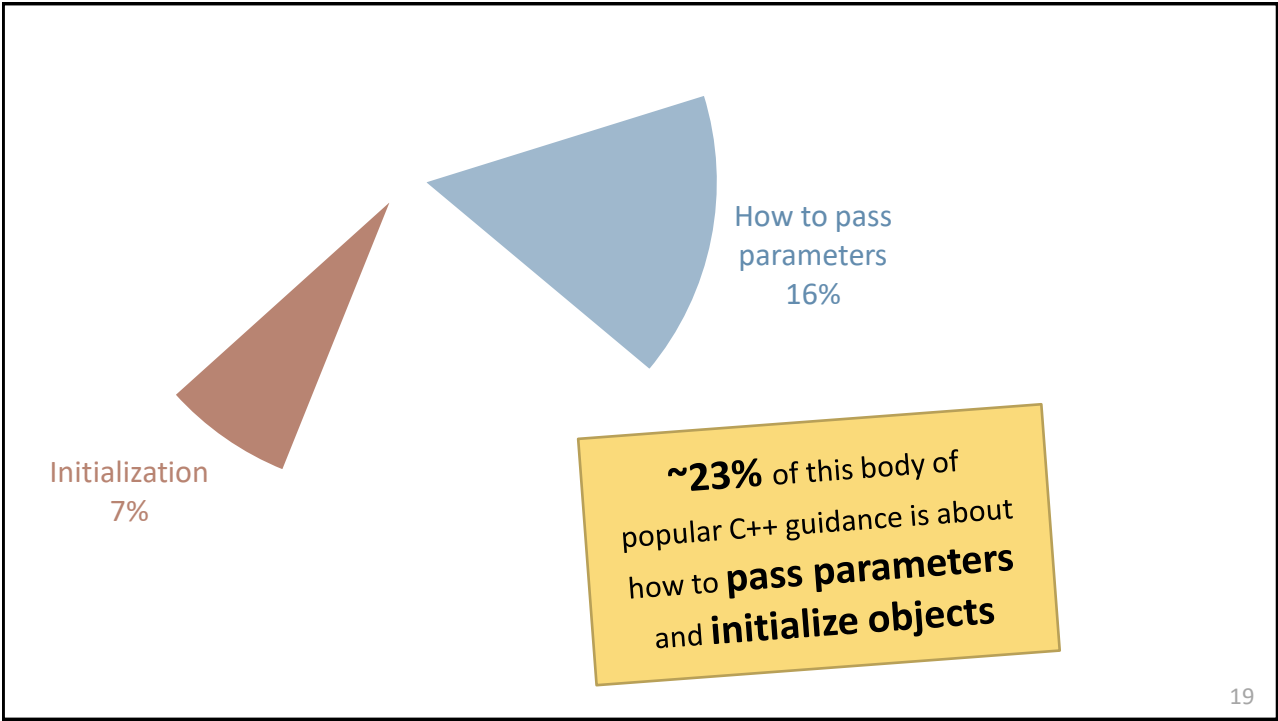 How to pass
parameters
16%
Initialization
7%
~23% of this body of
popular C++ guidance is about
how to pass parameters
and initialize objects
19